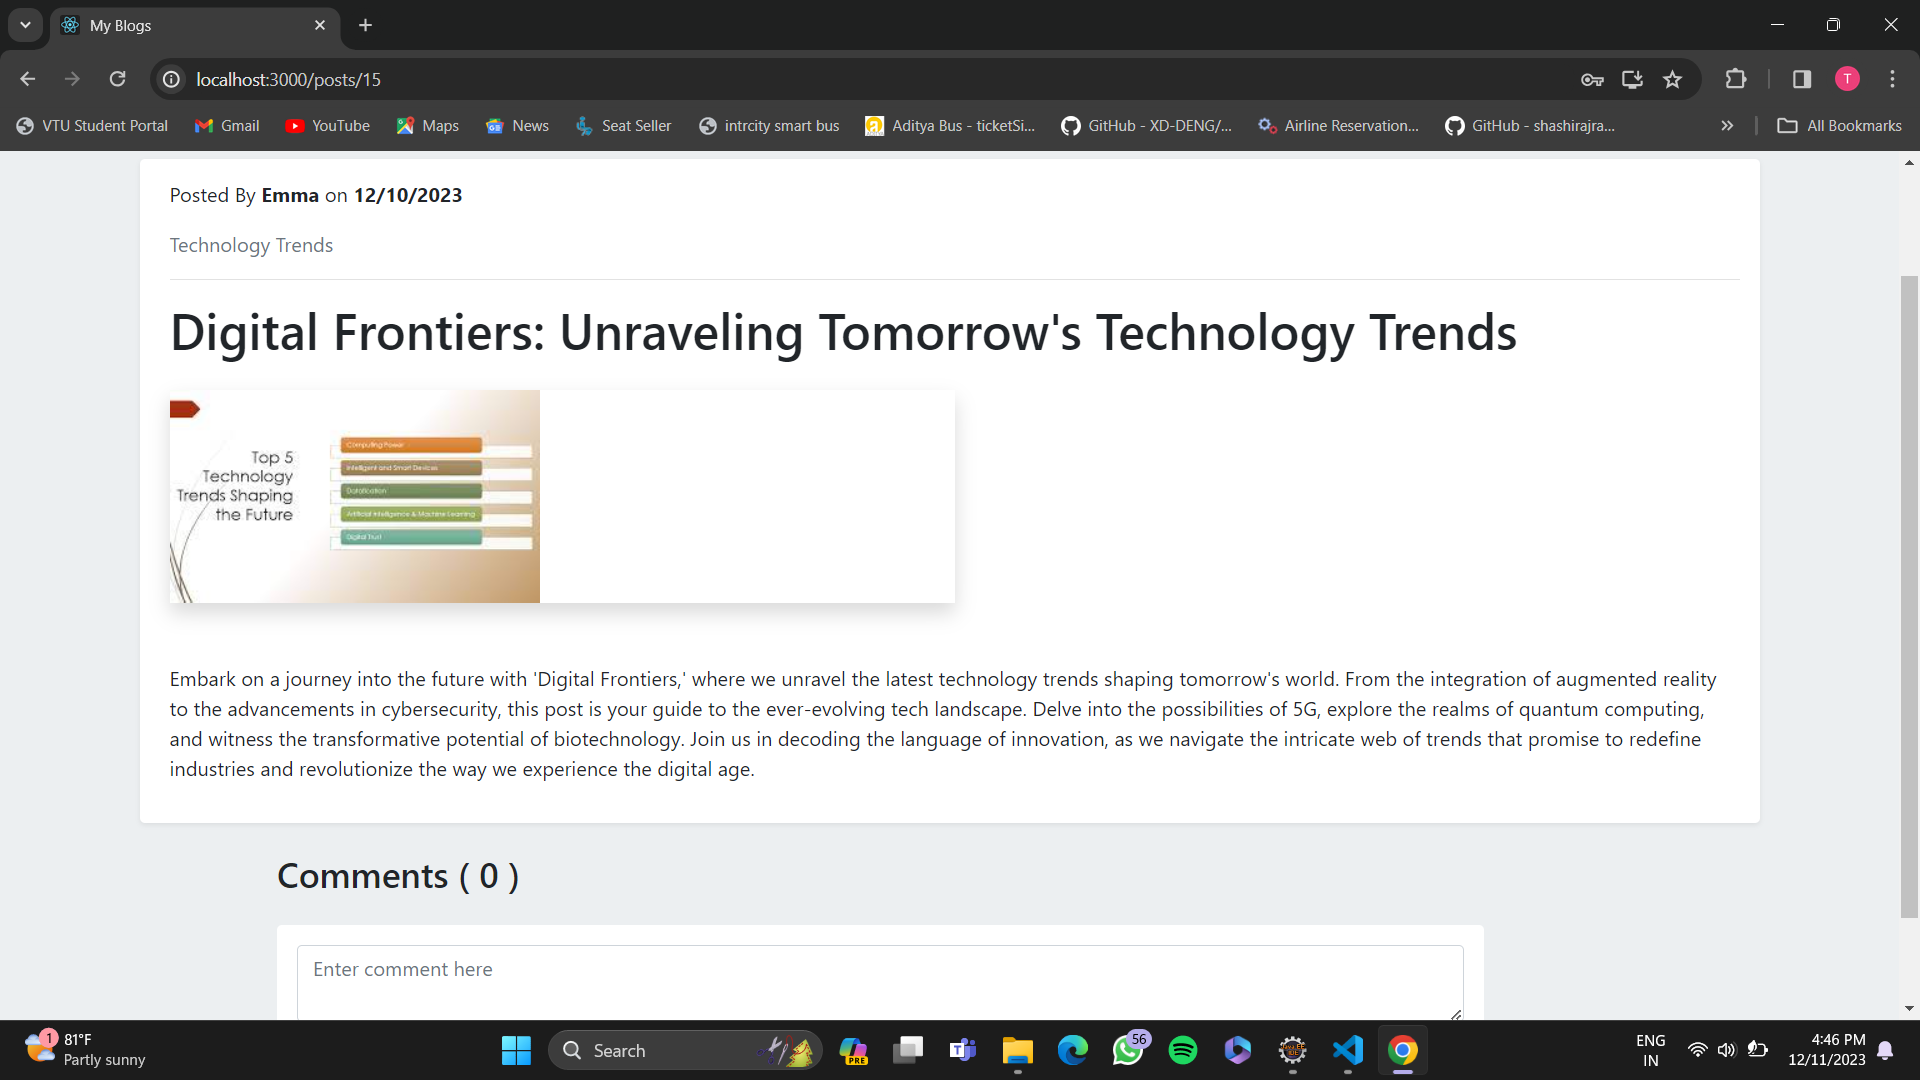 My Blogs
localhost:3000/posts/15
T
VTU Student Portal
Gmail
YouTube
Maps
News
Seat Seller
intrcity smart bus
Aditya Bus - ticketSi...
GitHub - XD-DENG/...
Airline Reservation...
GitHub - shashirajra...
All Bookmarks
Posted By Emma on 12/10/2023
Technology Trends
Digital Frontiers: Unraveling Tomorrow's Technology Trends
Top 5
Technology
Trends Shaping
the Future
Computing Power
Intelligent and Smart Devices
Datafication
Artificial Intelligence & Machine Learning
Digital Trust
Embark on a journey into the future with 'Digital Frontiers,' where we unravel the latest technology trends shaping tomorrow's world. From the integration of augmented reality
to the advancements in cybersecurity, this post is your guide to the ever-evolving tech landscape. Delve into the possibilities of 5G, explore the realms of quantum computing,
and witness the transformative potential of biotechnology. Join us in decoding the language of innovation, as we navigate the intricate web of trends that promise to redefine
industries and revolutionize the way we experience the digital age.
Comments ( 0 )
Enter comment here
1
81°F
Partly sunny
Search
PRE
56
ENG
IN
4:46 PM
12/11/2023